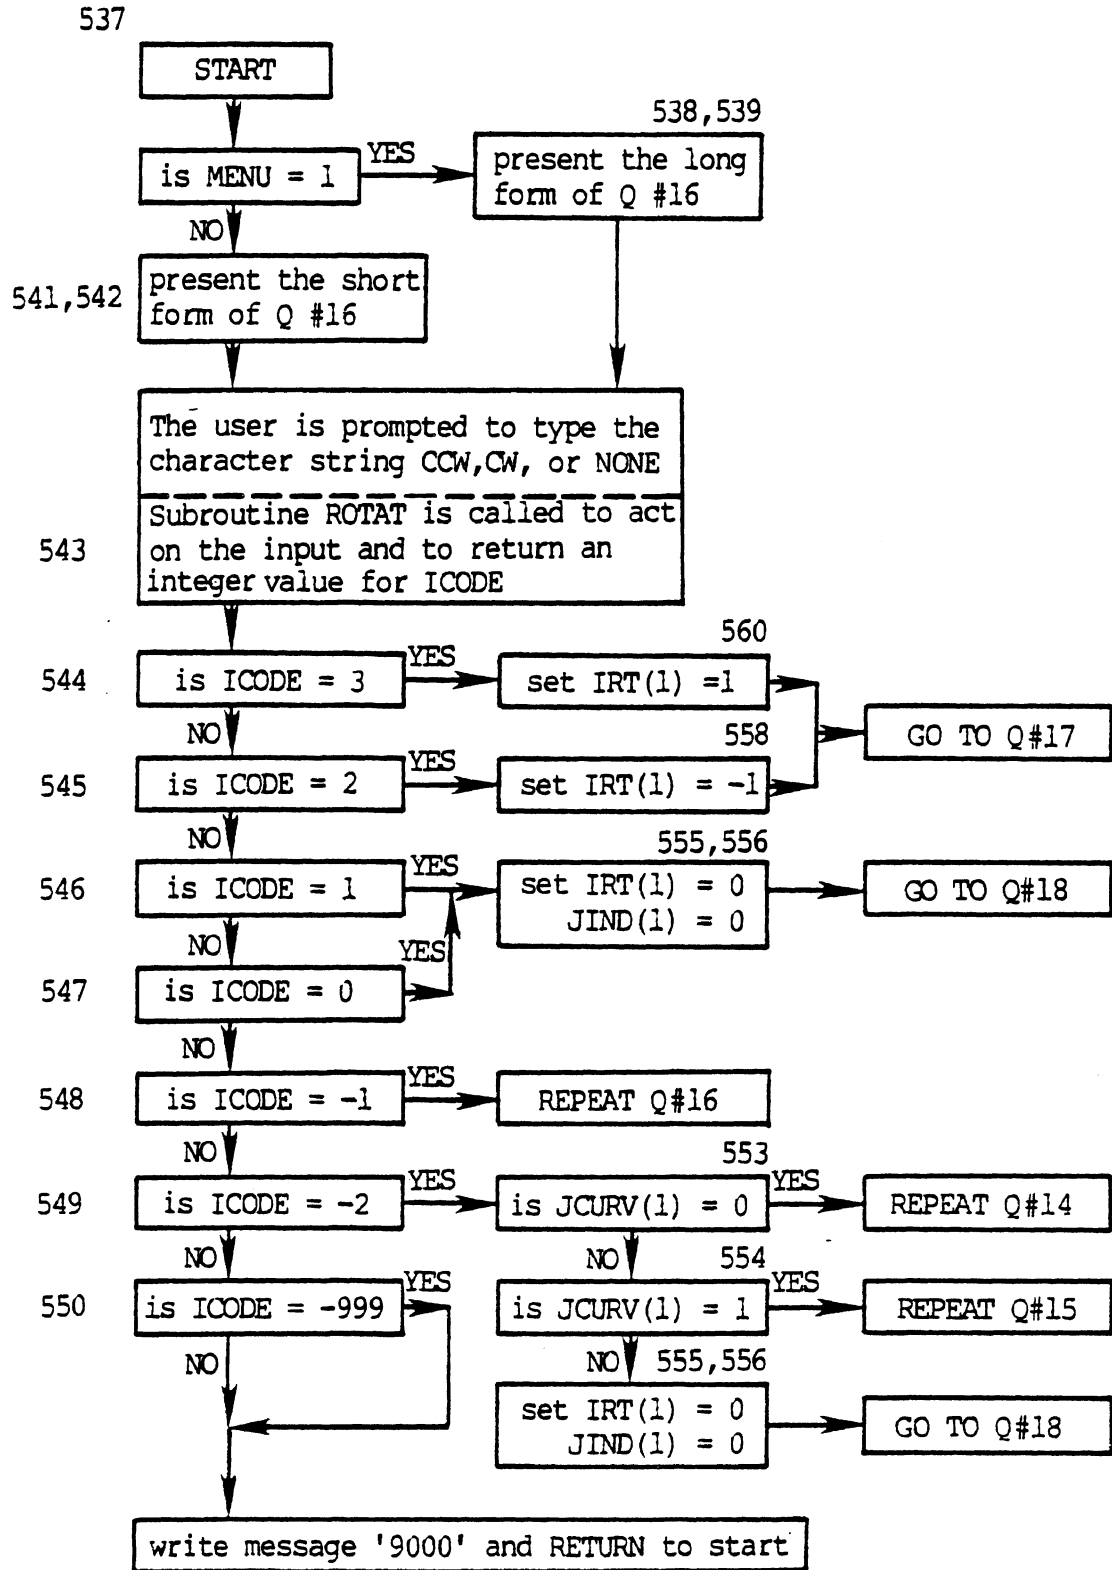 537
START
538,539
is MENU = 1
YES
present the long
form of Q #16
NO
541,542
present the short
form of Q #16
The user is prompted to type the
character string CCW,CW, or NONE
543
Subroutine ROTAT is called to act
on the input and to return an
integer value for ICODE
560
544
is ICODE = 3
YES
set IRT(1) =1
NO
558
GO TO Q#17
545
is ICODE = 2
YES
set IRT(1) = -1
NO
555,556
546
is ICODE = 1
YES
set IRT(1) = 0
JIND(1) = 0
GO TO Q#18
NO
YES
547
is ICODE = 0
NO
548
is ICODE = -1
YES
REPEAT Q#16
NO
553
549
is ICODE = -2
YES
is JCURV(1) = 0
YES
REPEAT Q#14
NO
NO
554
550
is ICODE = -999
YES
is JCURV(1) = 1
YES
REPEAT Q#15
NO
NO
555,556
set IRT(1) = 0
JIND(1) = 0
GO TO Q#18
write message '9000' and RETURN to start